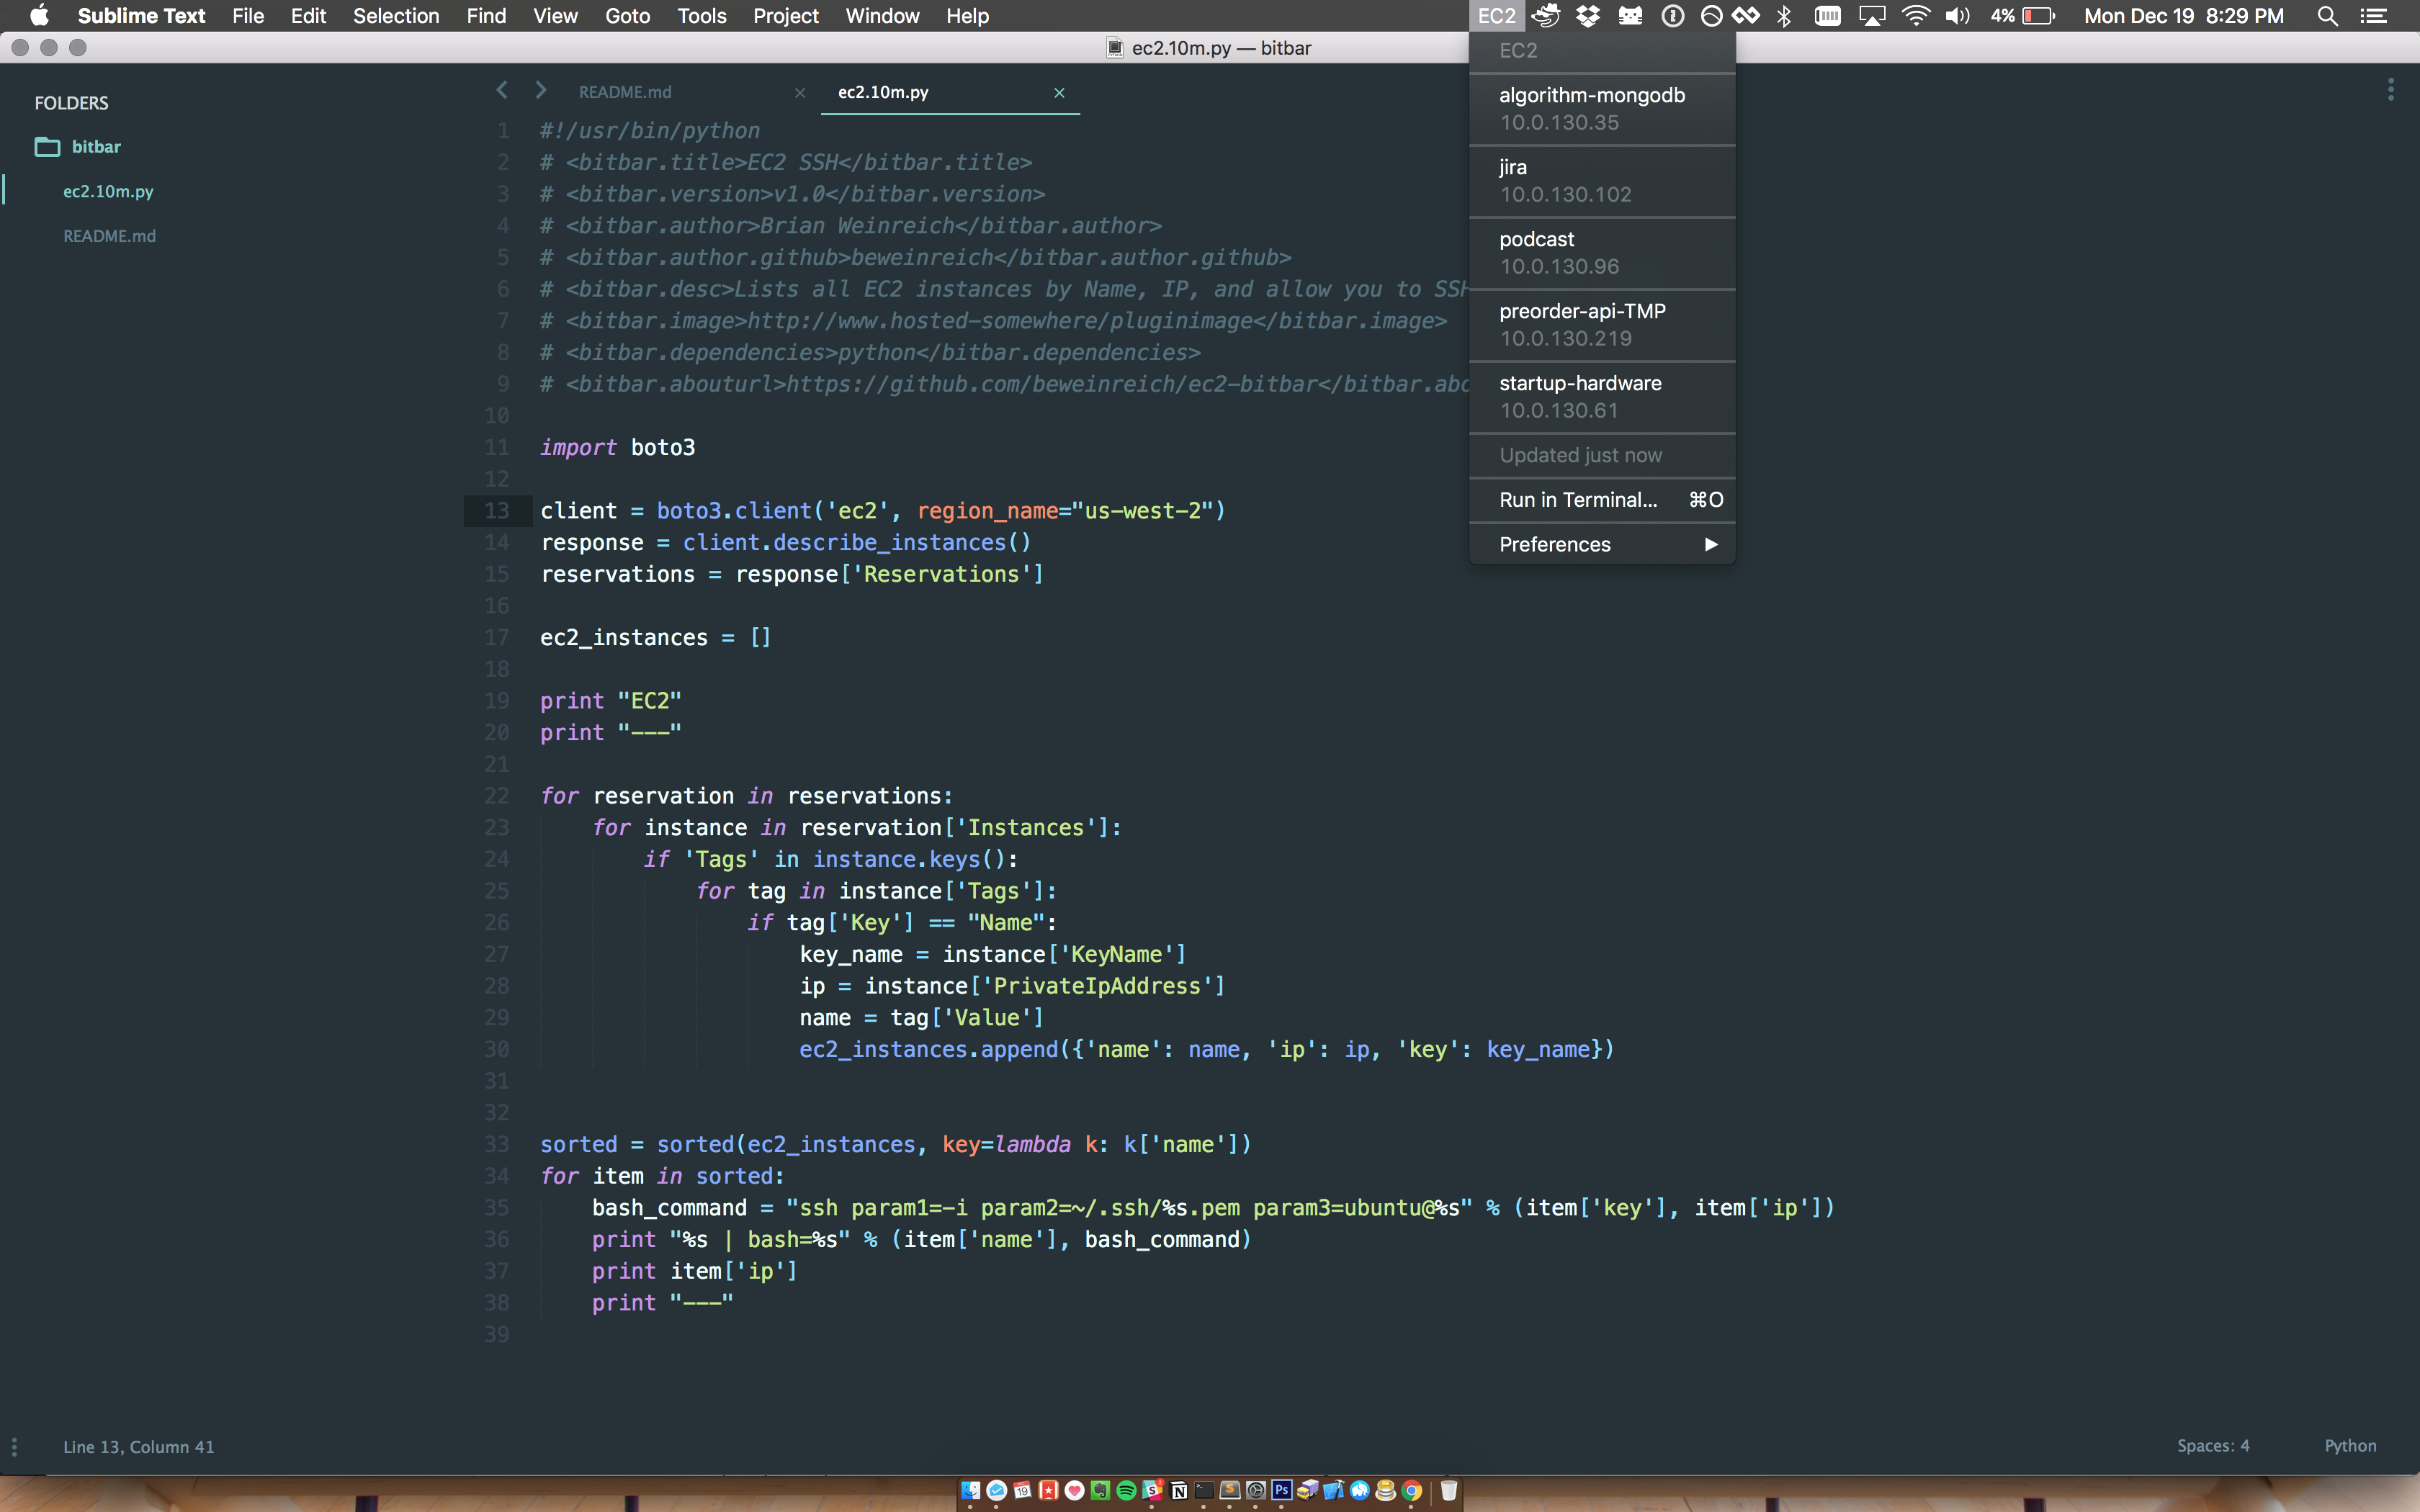 Sublime Text File Edit Selection Find View Goto Tools Project Window Help EC2 4% Mon Dec 19 8:29 PM
ec2.10m.py — bitbar
FOLDERS
bitbar
ec2.10m.py
README.md
README.md × ec2.10m.py ×
1 #!/usr/bin/python
2 # <bitbar.title>EC2 SSH</bitbar.title>
3 # <bitbar.version>v1.0</bitbar.version>
4 # <bitbar.author>Brian Weinreich</bitbar.author>
5 # <bitbar.author.github>beweinreich</bitbar.author.github>
6 # <bitbar.desc>Lists all EC2 instances by Name, IP, and allow you to SSH
7 # <bitbar.image>http://www.hosted-somewhere/pluginimage</bitbar.image>
8 # <bitbar.dependencies>python</bitbar.dependencies>
9 # <bitbar.abouturl>https://github.com/beweinreich/ec2-bitbar</bitbar.abo
10
11 import boto3
12
13 client = boto3.client('ec2', region_name="us-west-2")
14 response = client.describe_instances()
15 reservations = response['Reservations']
16
17 ec2_instances = []
18
19 print "EC2"
20 print "---"
21
22 for reservation in reservations:
23     for instance in reservation['Instances']:
24         if 'Tags' in instance.keys():
25             for tag in instance['Tags']:
26                 if tag['Key'] == "Name":
27                     key_name = instance['KeyName']
28                     ip = instance['PrivateIpAddress']
29                     name = tag['Value']
30                     ec2_instances.append({'name': name, 'ip': ip, 'key': key_name})
31
32
33 sorted = sorted(ec2_instances, key=lambda k: k['name'])
34 for item in sorted:
35     bash_command = "ssh param1=-i param2=~/.ssh/%s.pem param3=ubuntu@%s" % (item['key'], item['ip'])
36     print "%s | bash=%s" % (item['name'], bash_command)
37     print item['ip']
38     print "---"
39
EC2
algorithm-mongodb
10.0.130.35
jira
10.0.130.102
podcast
10.0.130.96
preorder-api-TMP
10.0.130.219
startup-hardware
10.0.130.61
Updated just now
Run in Terminal... ⌘O
Preferences ▶
Line 13, Column 41 Spaces: 4 Python
19
Ps